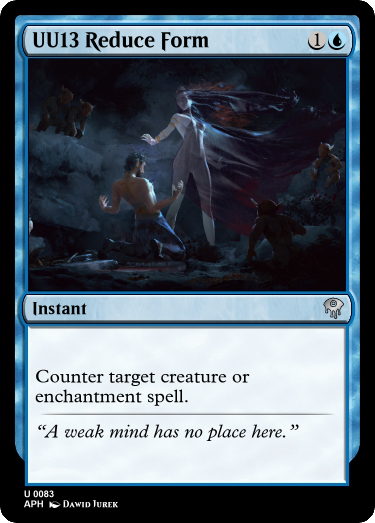 UU13 Reduce Form 1
Instant
Counter target creature or
enchantment spell.
“A weak mind has no place here.”
U 0083
APH Dawid Jurek